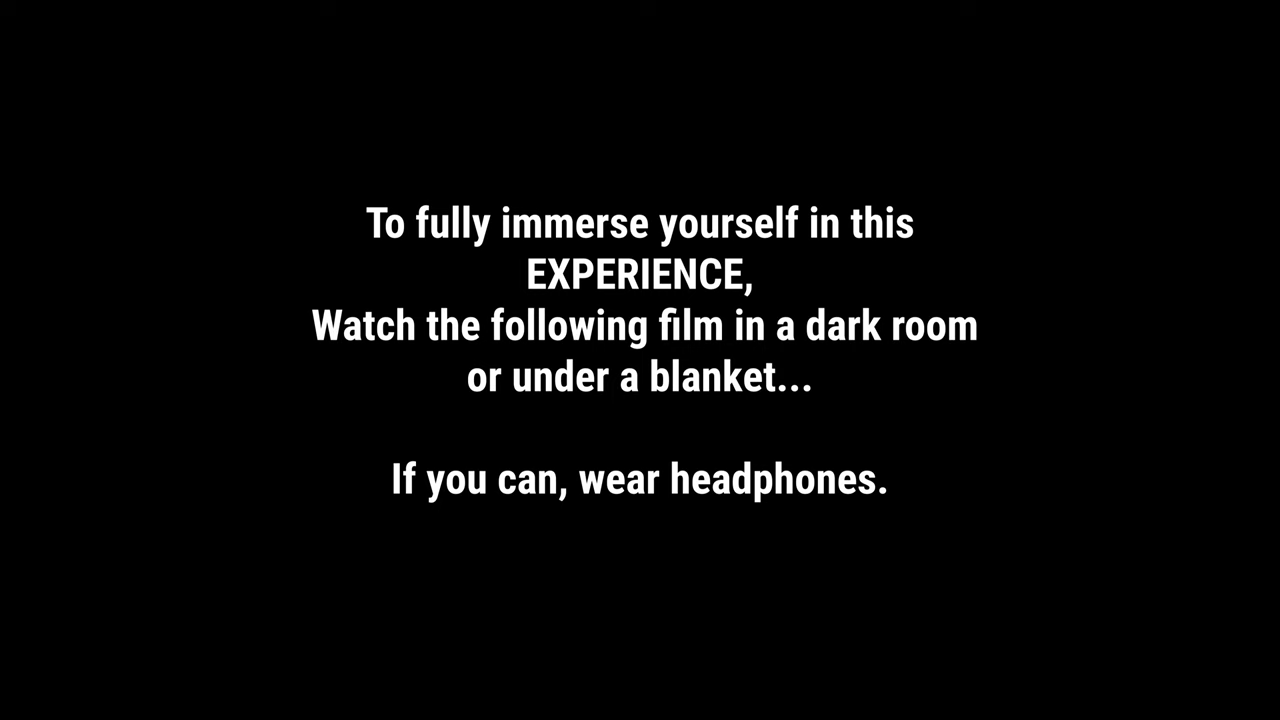 To fully immerse yourself in this
EXPERIENCE,
Watch the following film in a dark room
or under a blanket...
If you can, wear headphones.